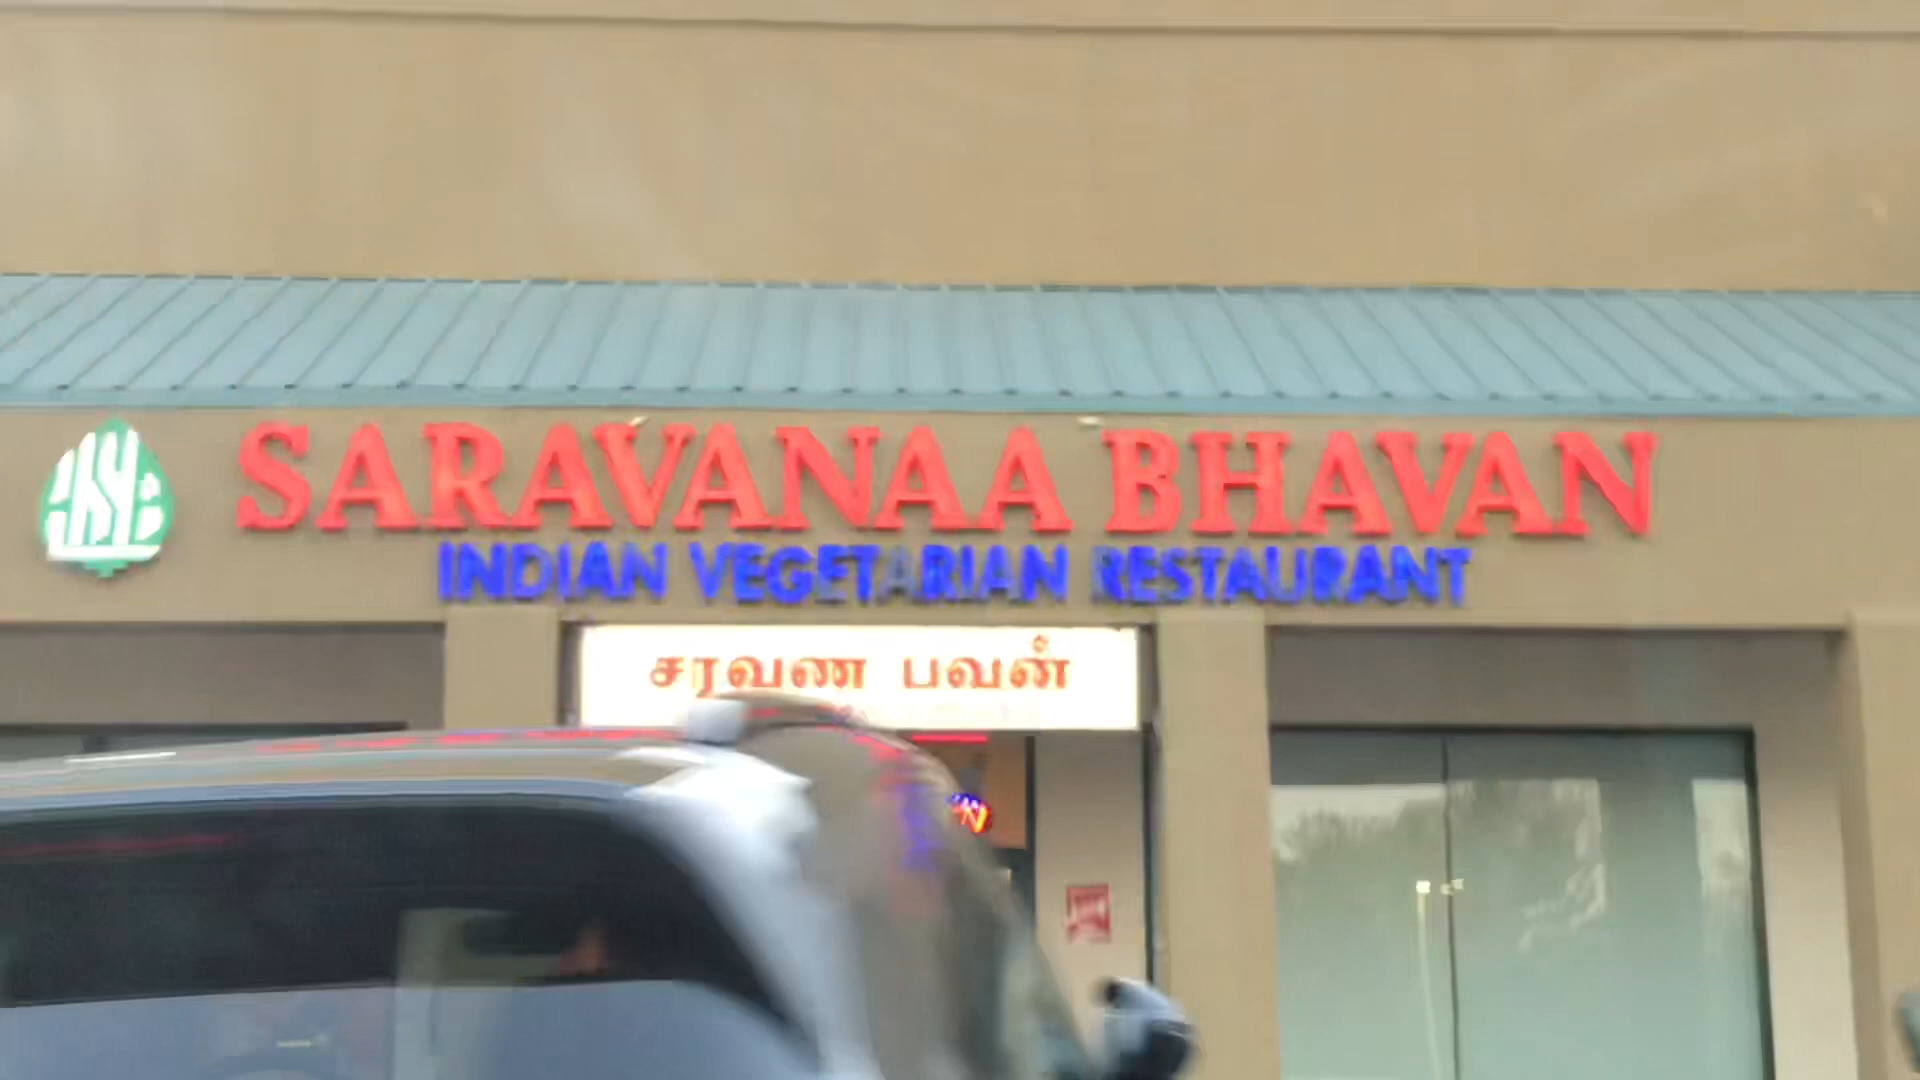 SARAVANAA BHAVAN
INDIAN VEGETARIAN RESTAURANT
சரவண பவன்